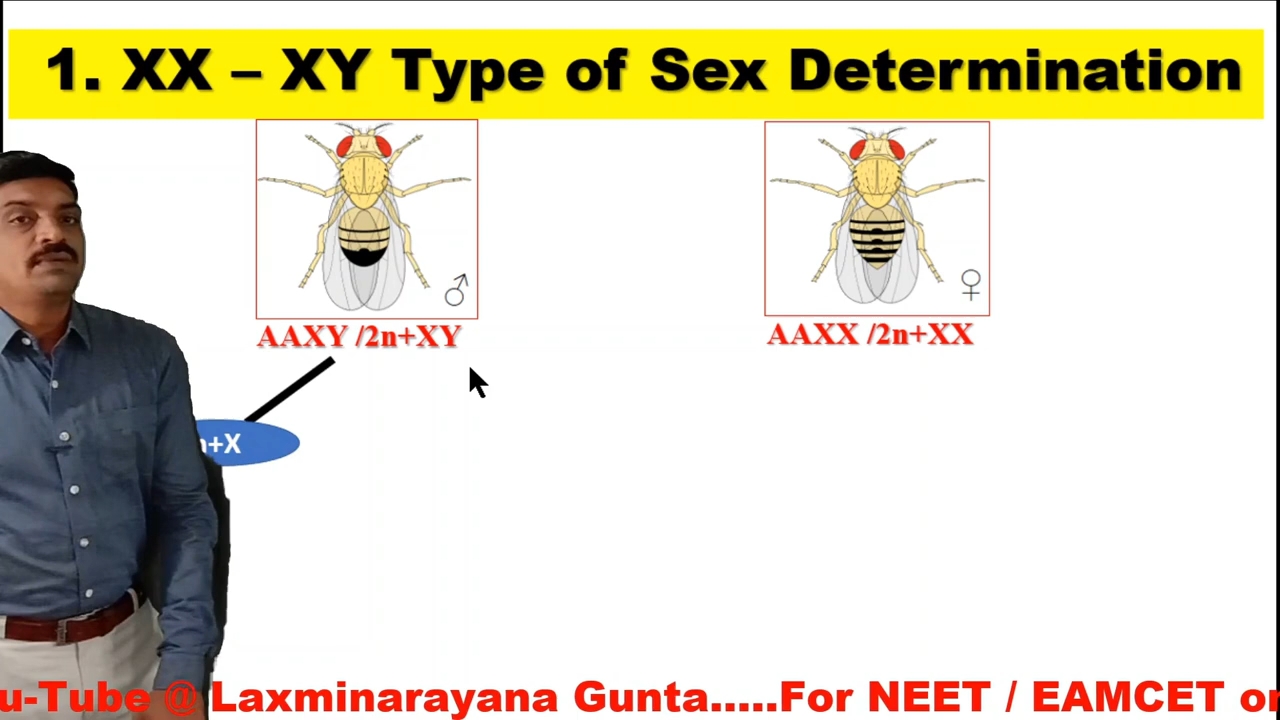 1. XX – XY Type of Sex Determination
♂
♀
AAXY /2n+XY
AAXX /2n+XX
n+X
u-Tube @ Laxminarayana Gunta.....For NEET / EAMCET or